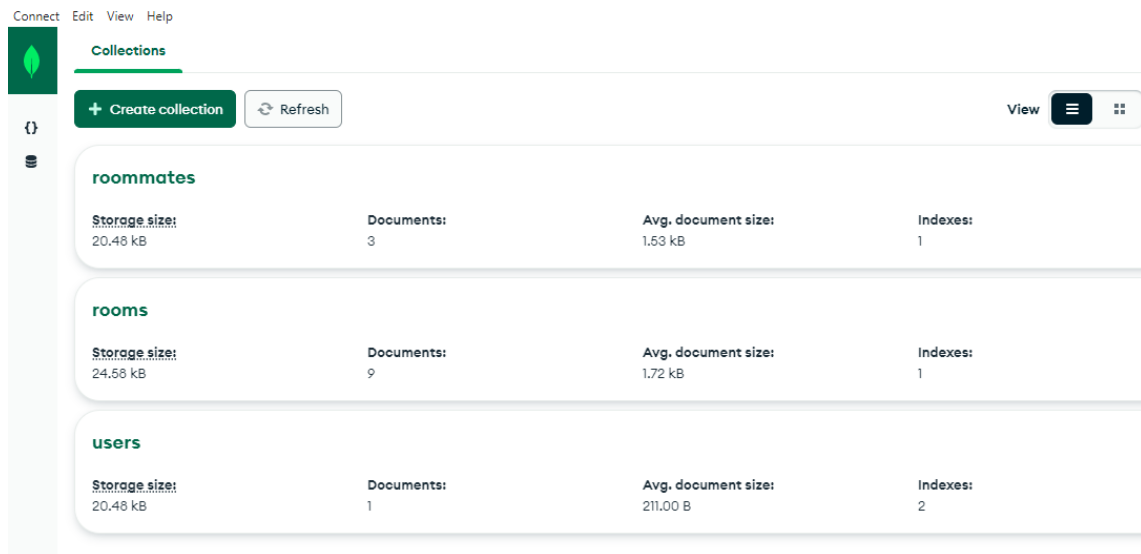 Connect Edit View Help
Collections
Create collection Refresh View
{}
roommates
Storage size: Documents: Avg. document size: Indexes:
20.48 kB 3 1.53 kB 1
rooms
Storage size: Documents: Avg. document size: Indexes:
24.58 kB 9 1.72 kB 1
users
Storage size: Documents: Avg. document size: Indexes:
20.48 kB 1 211.00 B 2